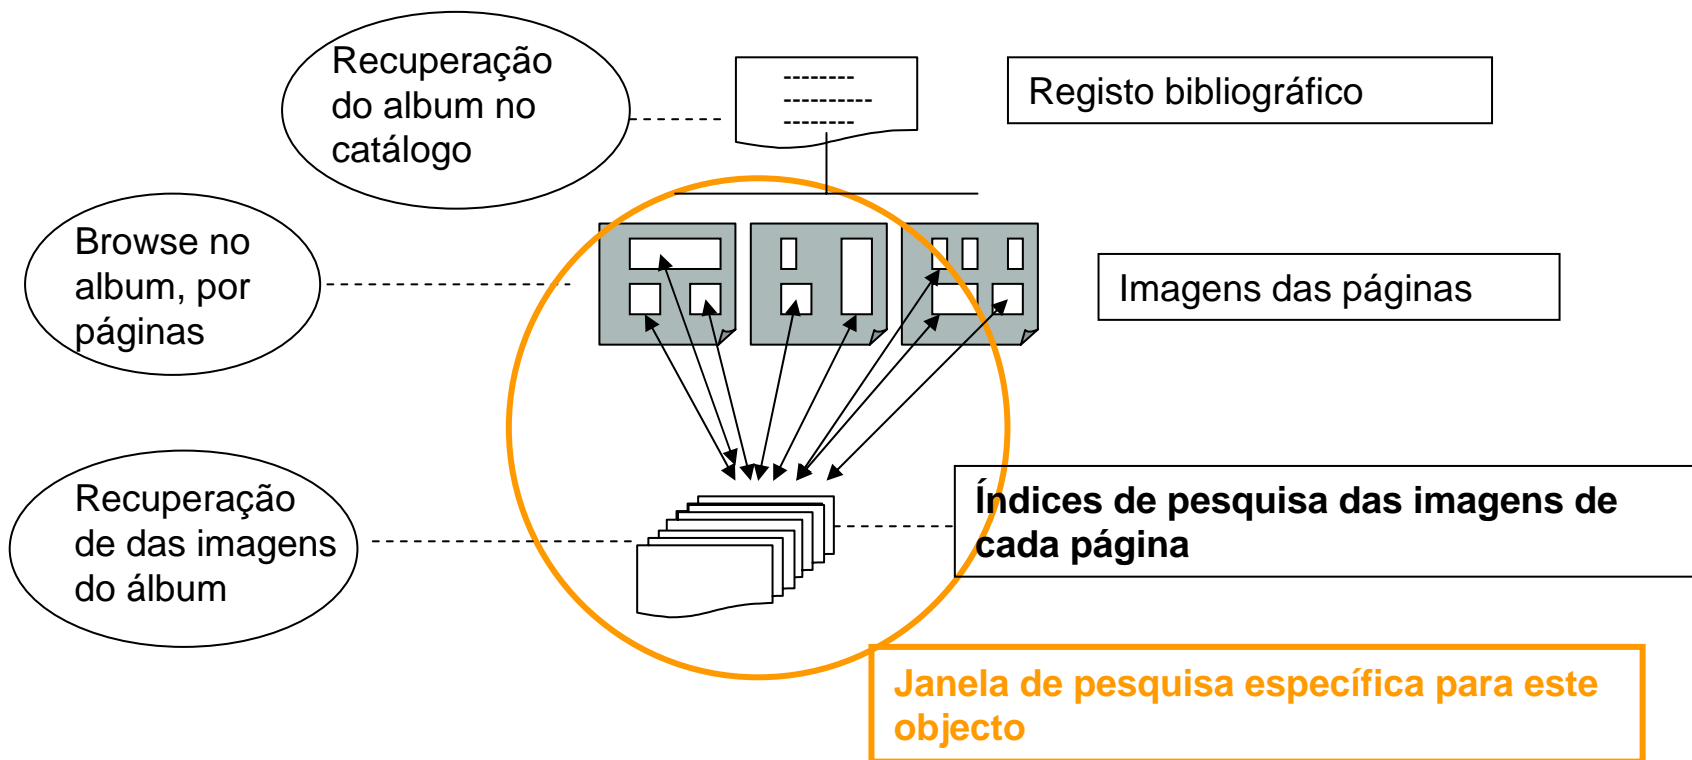 Recuperação
do album no
catálogo
Registo bibliográfico
Browse no
album, por
páginas
Imagens das páginas
Recuperação
de das imagens
do álbum
Índices de pesquisa das imagens de
cada página
Janela de pesquisa específica para este
objecto